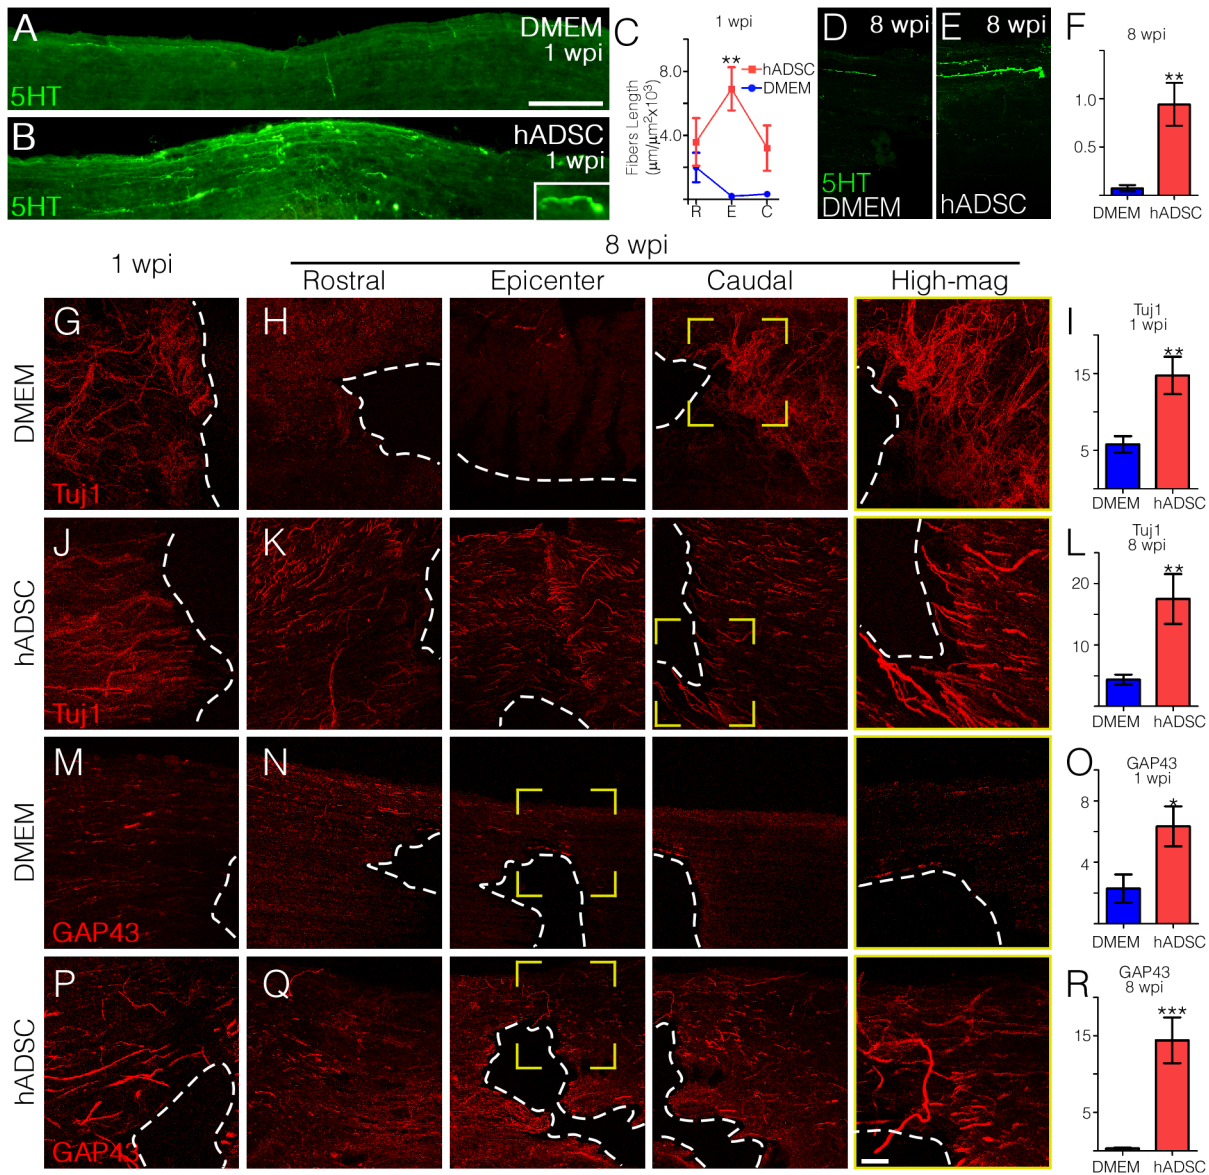 A
DMEM
1 wpi
5HT
B
hADSC
1 wpi
5HT
C
1 wpi
**
hADSC
DMEM
Fibers Length
(μm/μm²x10³)
8.0
4.0
R E C
D
8 wpi
5HT
DMEM
E
8 wpi
hADSC
F
8 wpi
**
1.0
0.5
DMEM hADSC
8 wpi
1 wpi
Rostral
Epicenter
Caudal
High-mag
DMEM
G
Tuj1
H
I
Tuj1
1 wpi
**
15
5
DMEM hADSC
hADSC
J
Tuj1
K
L
Tuj1
8 wpi
**
20
10
DMEM hADSC
DMEM
M
GAP43
N
O
GAP43
1 wpi
*
8
4
DMEM hADSC
hADSC
P
GAP43
Q
R
GAP43
8 wpi
***
15
5
DMEM hADSC